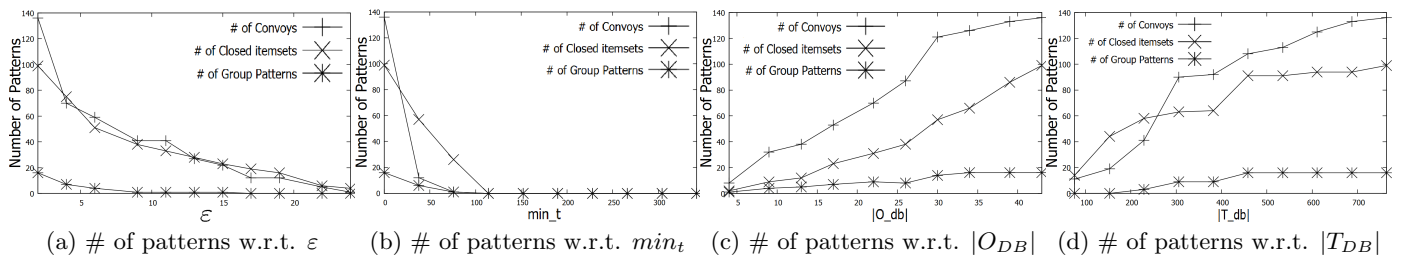 Number of Patterns
140
120
100
80
60
40
20
0
# of Convoys
# of Closed itemsets
# of Group Patterns
5
10
15
20
ε
(a) # of patterns w.r.t. ε
Number of Patterns
140
120
100
80
60
40
20
0
# of Convoys
# of Closed itemsets
# of Group Patterns
0
50
100
150
200
250
300
min_t
(b) # of patterns w.r.t. min_t
Number of Patterns
140
120
100
80
60
40
20
0
# of Convoys
# of Closed itemsets
# of Group Patterns
5
10
15
20
25
30
35
40
|O_db|
(c) # of patterns w.r.t. |O_DB|
Number of Patterns
140
120
100
80
60
40
20
0
# of Convoys
# of Closed itemsets
# of Group Patterns
100
200
300
400
500
600
700
|T_db|
(d) # of patterns w.r.t. |T_DB|